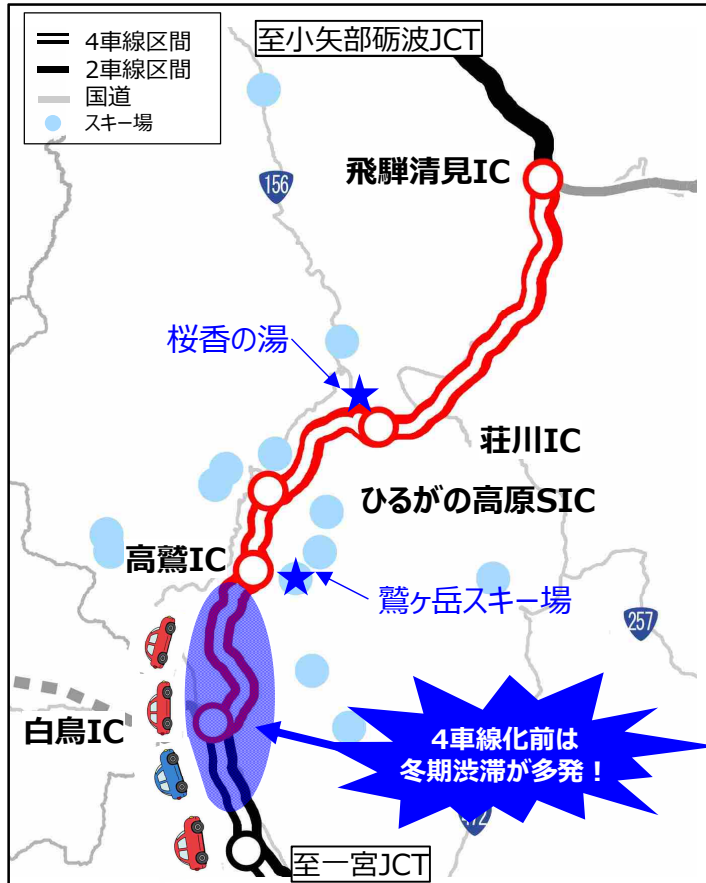 4車線区間
2車線区間
国道
スキー場
至小矢部砺波JCT
156
飛騨清見IC
桜香の湯
荘川IC
ひるがの高原SIC
高鷲IC
鷲ヶ岳スキー場
257
白鳥IC
4車線化前は
冬期渋滞が多発！
至一宮JCT